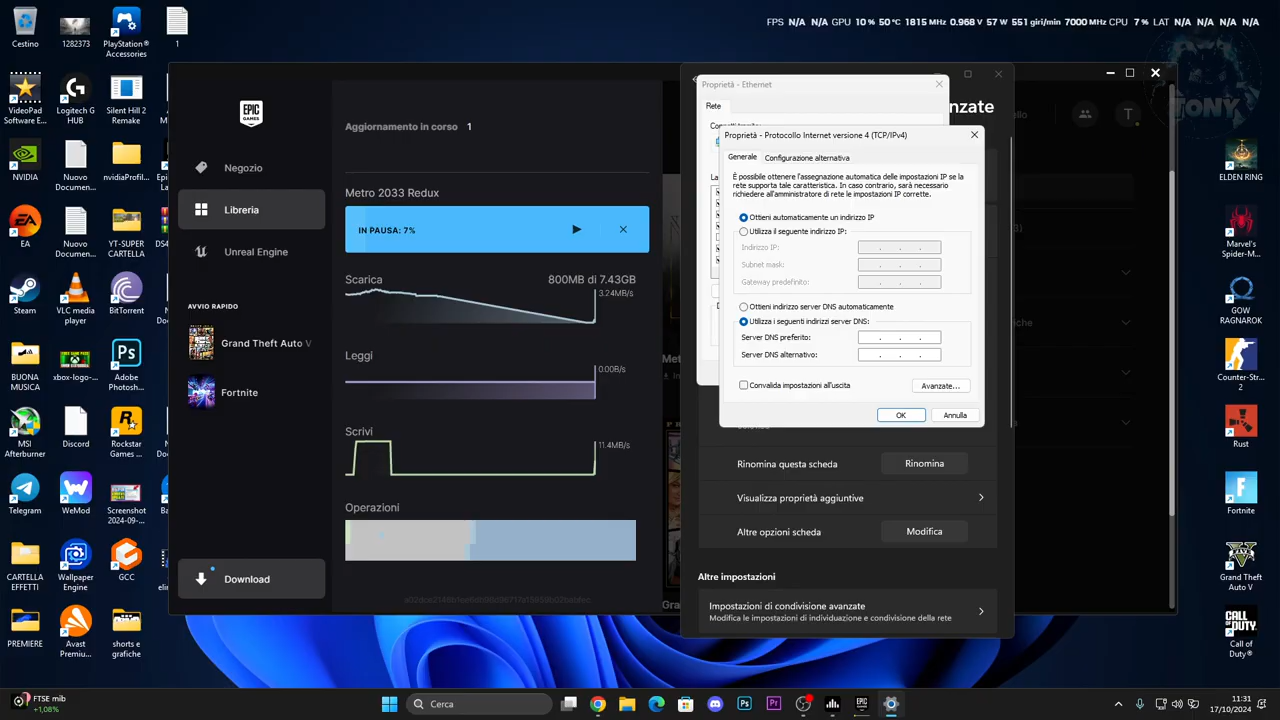 FPS N/A N/A GPU 10 % 50 °C 1815 MHz 0.968 V 57 W 551 giri/min 7000 MHz CPU 7 % LAT N/A N/A N/A N/A
Cestino
1282373
PlayStation®
Accessories
1
VideoPad
Software E...
Logitech G
HUB
Silent Hill 2
Remake
NVIDIA
Nuovo
Documen...
nvidiaProfil...
EA
Nuovo
Documen...
YT-SUPER
CARTELLA
Steam
VLC media
player
BitTorrent
BUONA
MUSICA
xbox-logo-...
Adobe
Photoshop
MSI
Afterburner
Discord
Rockstar
Games ...
Telegram
WeMod
Screenshot
2024-09-...
CARTELLA
EFFETTI
Wallpaper
Engine
GCC
PREMIERE
Avast
Premiu...
shorts e
grafiche
EPIC
GAMES
Negozio
Libreria
Unreal Engine
AVVIO RAPIDO
Grand Theft Auto V
Fortnite
Download
Aggiornamento in corso 1
Metro 2033 Redux
IN PAUSA: 7%
Scarica 800MB di 7.43GB
3.24MB/s
Leggi
0.00B/s
Scrivi
11.4MB/s
Operazioni
Proprietà - Ethernet
Rete
Proprietà - Protocollo Internet versione 4 (TCP/IPv4)
Generale
Configurazione alternativa
È possibile ottenere l'assegnazione automatica delle impostazioni IP se la
rete supporta tale caratteristica. In caso contrario, sarà necessario
richiedere all'amministratore di rete le impostazioni IP corrette.
Ottieni automaticamente un indirizzo IP
Utilizza il seguente indirizzo IP:
Indirizzo IP:
Subnet mask:
Gateway predefinito:
Ottieni indirizzo server DNS automaticamente
Utilizza i seguenti indirizzi server DNS:
Server DNS preferito:
Server DNS alternativo:
Convalida impostazioni all'uscita
Avanzate...
OK
Annulla
Rinomina questa scheda
Rinomina
Visualizza proprietà aggiuntive
Altre opzioni scheda
Modifica
Altre impostazioni
Impostazioni di condivisione avanzate
Modifica le impostazioni di individuazione e condivisione della rete
TONY
ELDEN RING
Marvel's
Spider-M...
GOW
RAGNAROK
Counter-Str...
2
Rust
Fortnite
Grand Theft
Auto V
CALL OF DUTY
Call of
Duty®
FTSE mib
+1,08%
Cerca
11:31
17/10/2024